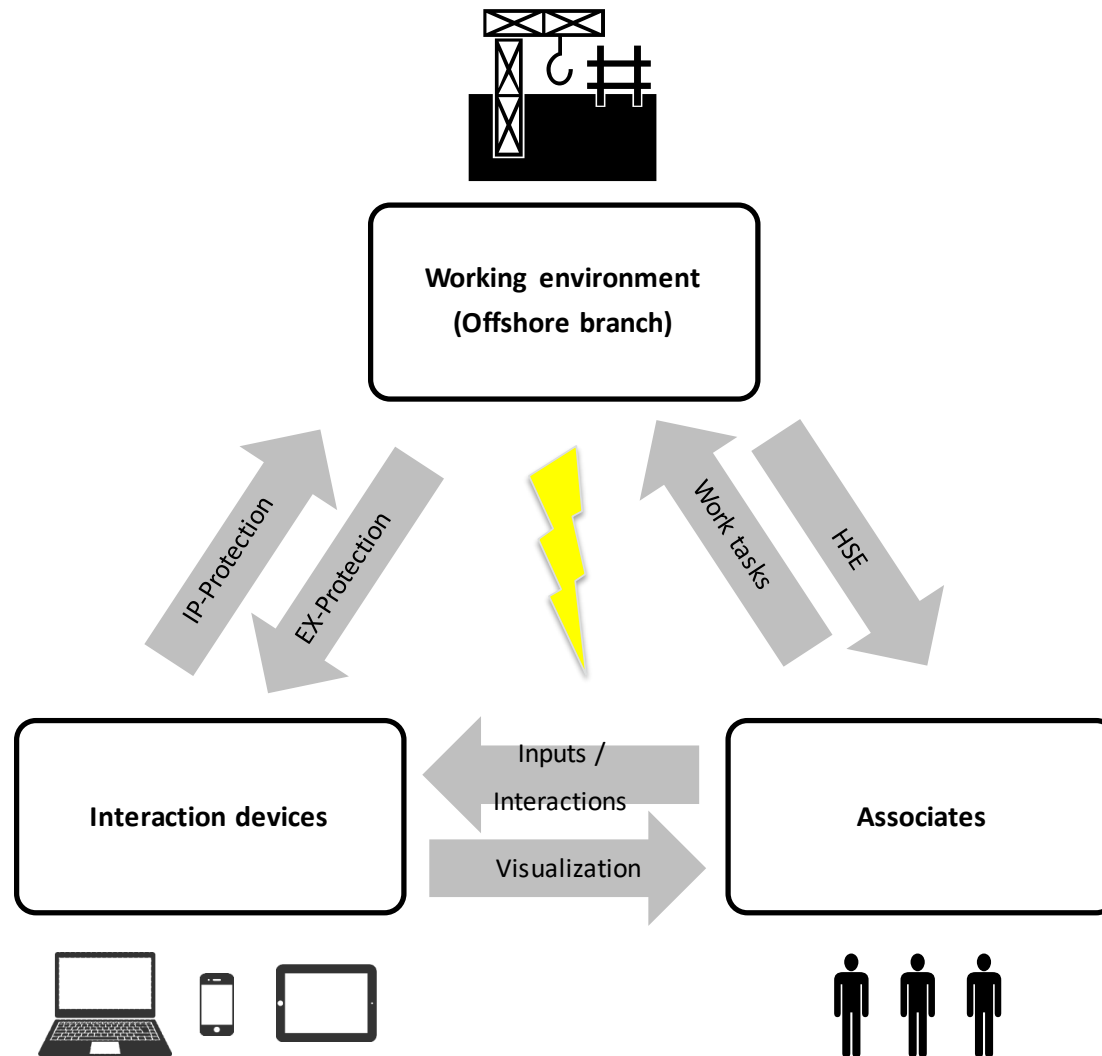 Working environment
(Offshore branch)
IP-Protection
EX-Protection
Work tasks
HSE
Inputs /
Interactions
Visualization
Interaction devices
Associates